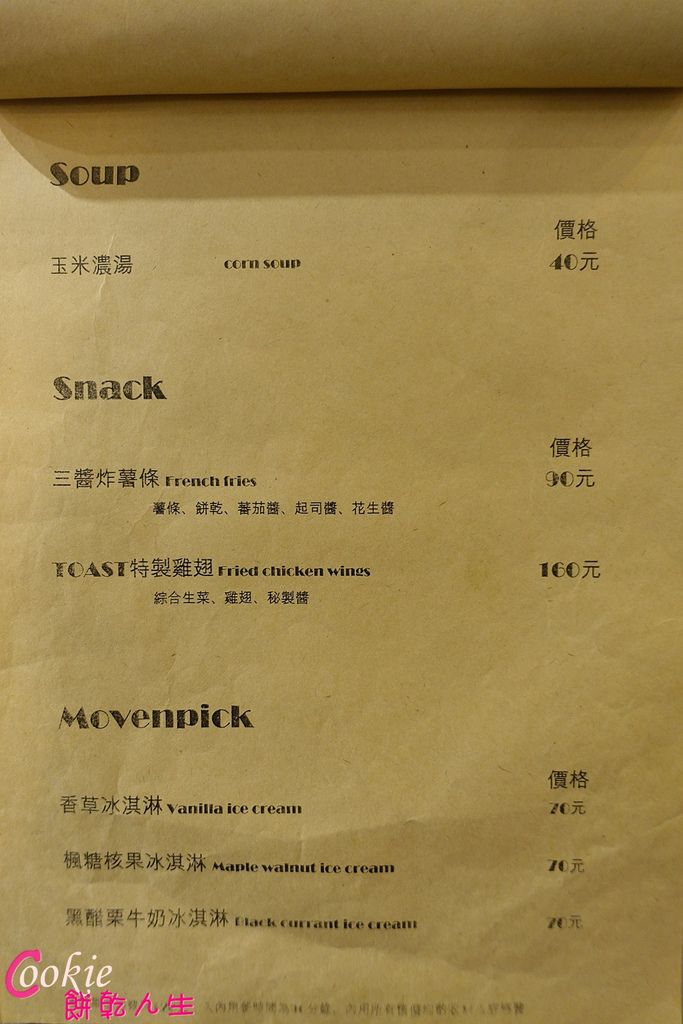 Soup
價格
玉米濃湯 corn soup 40元
Snack
價格
三醬炸薯條 French fries 90元
薯條、餅乾、蕃茄醬、起司醬、花生醬
TOAST特製雞翅 Fried chicken wings 160元
綜合生菜、雞翅、秘製醬
Movenpick
價格
香草冰淇淋 Vanilla ice cream 70元
楓糖核果冰淇淋 Maple walnut ice cream 70元
黑醋栗牛奶冰淇淋 Black currant ice cream 70元
Cookie
餅乾人生